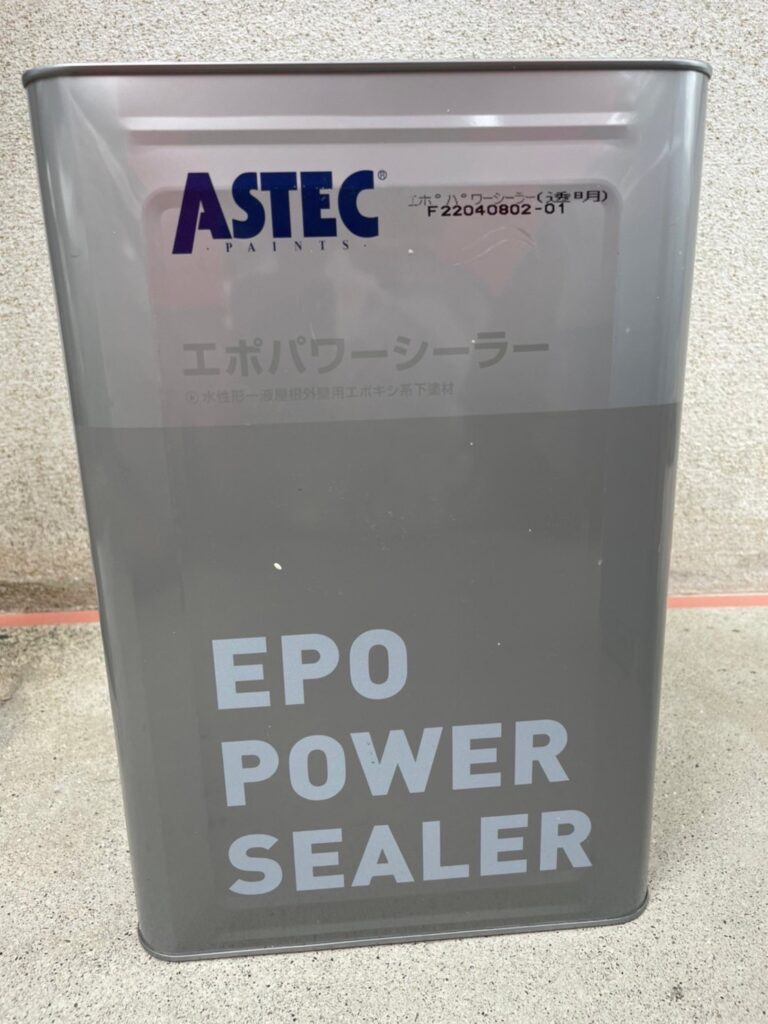 ASTEC®
・PAINTS・
エポパワーシーラー(透明)
F22040802-01
エポパワーシーラー
水性形一液屋根外壁用エポキシ系下塗材
EPO
POWER
SEALER